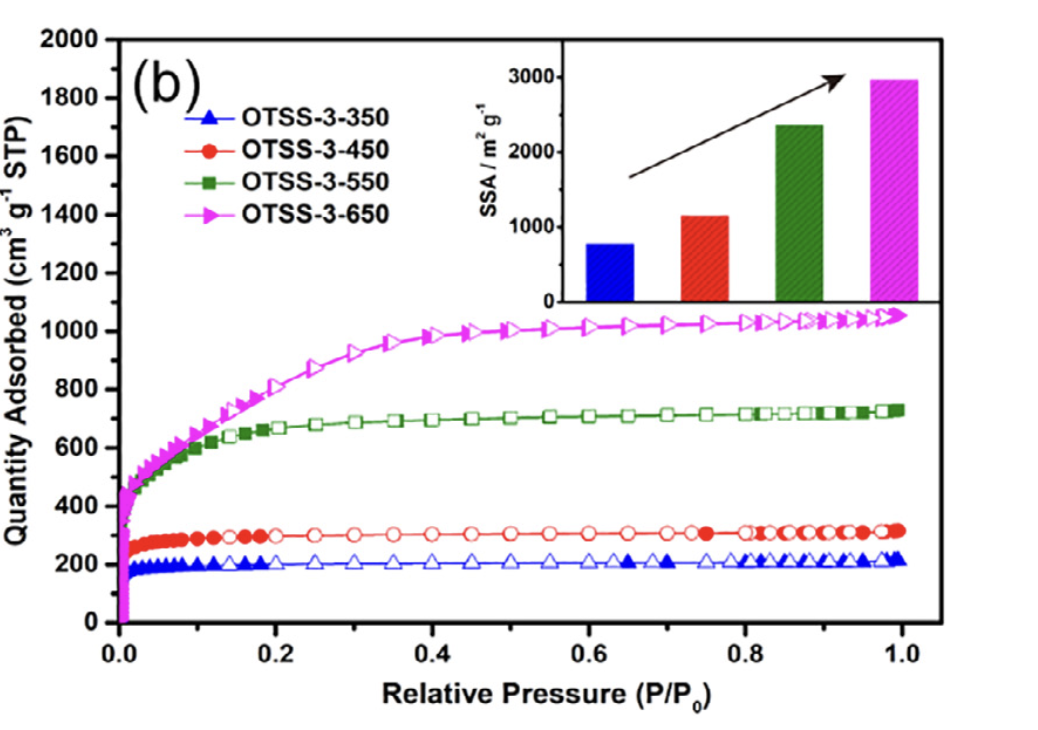 (b)
OTSS-3-350
OTSS-3-450
OTSS-3-550
OTSS-3-650
Quantity Adsorbed (cm³ g⁻¹ STP)
2000
1800
1600
1400
1200
1000
800
600
400
200
0
0.0 0.2 0.4 0.6 0.8 1.0
Relative Pressure (P/P₀)
SSA / m² g⁻¹
3000
2000
1000
0